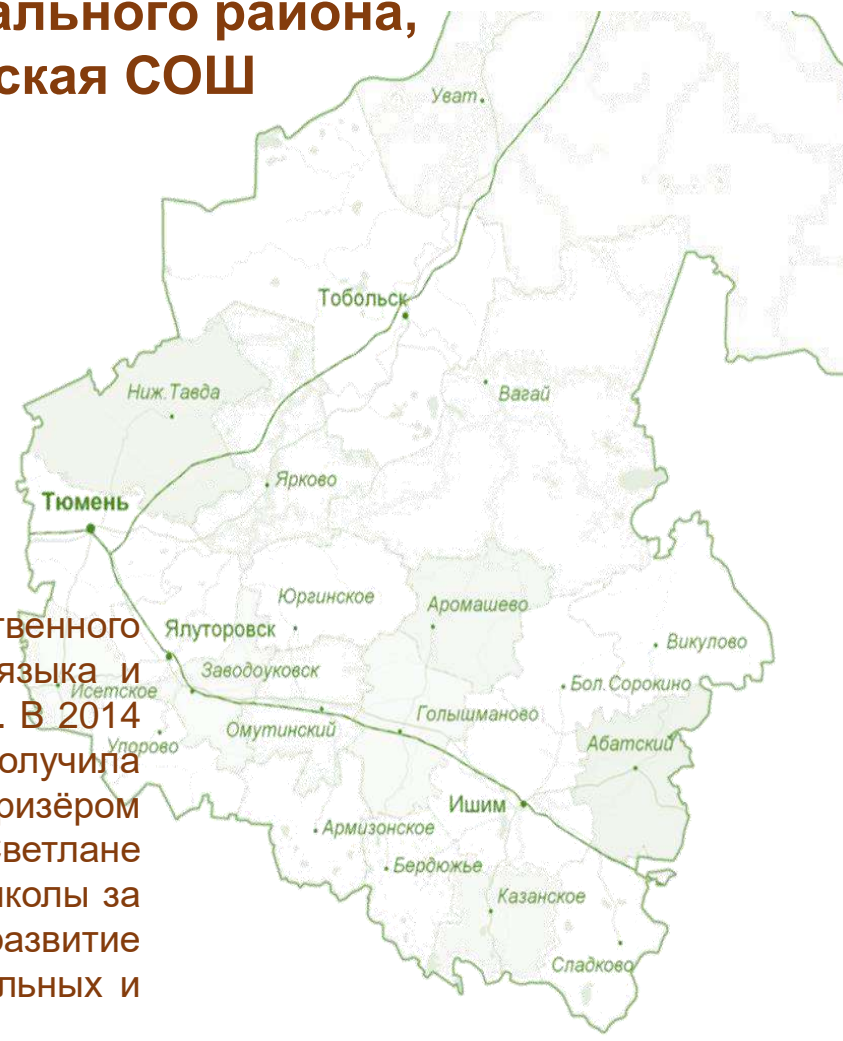 ального района,
ская СОШ
Уват
Тобольск
Ниж.Тавда
Вагай
Ярково
Тюмень
Юргинское
Аромашево
твенного
Ялуторовск
Викулово
языка и
Заводоуковск
Исетское
Бол.Сорокино
. В 2014
Омутинский
Голышманово
Упорово
Абатский
олучила
ризёром
Ишим
Армизонское
ветлане
Бердюжье
колы за
Казанское
развитие
Сладково
льных и